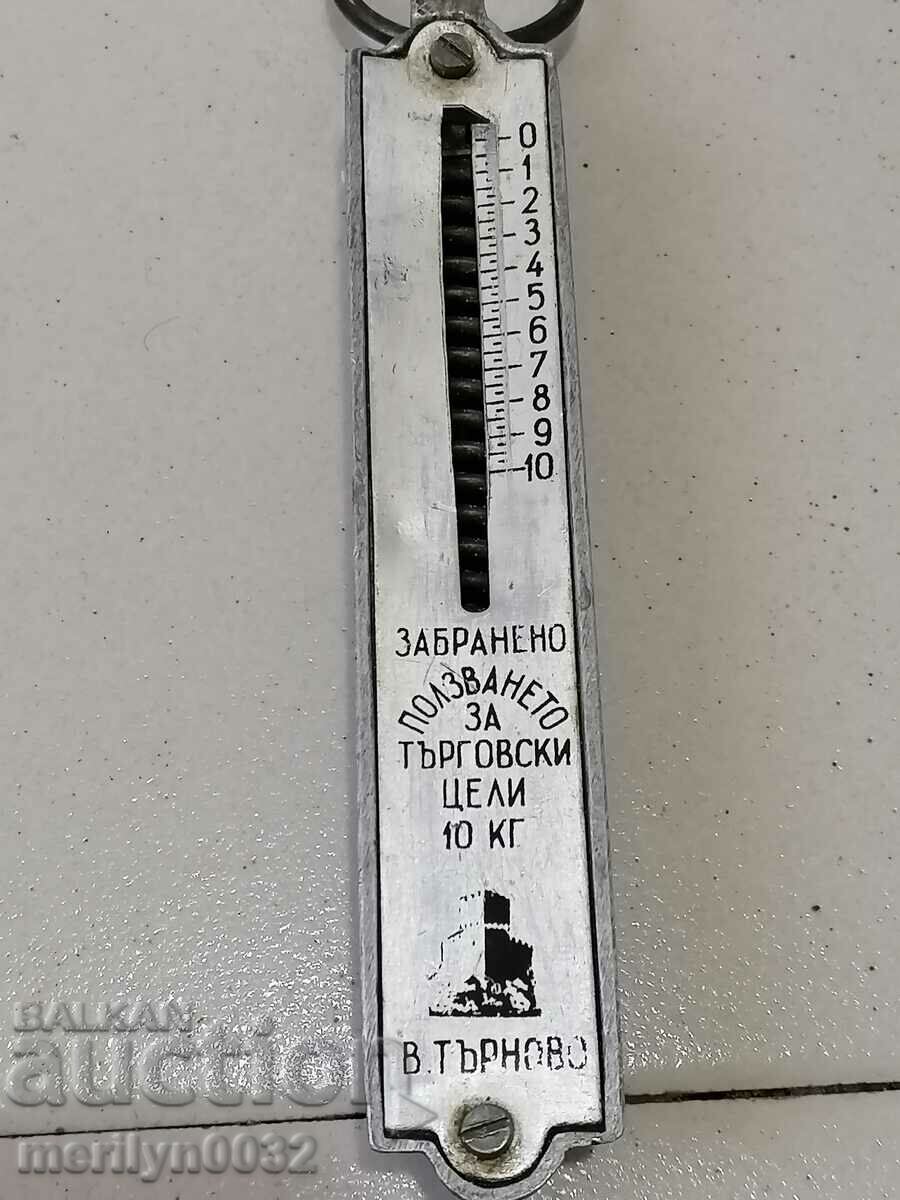 0
1
2
3
4
5
6
7
8
9
10
ЗАБРАНЕНО
ПОЛЗВАНЕТО
ЗА
ТЪРГОВСКИ
ЦЕЛИ
10 КГ
В. ТЪРНОВО
BALKAN
auction
merilyn0032